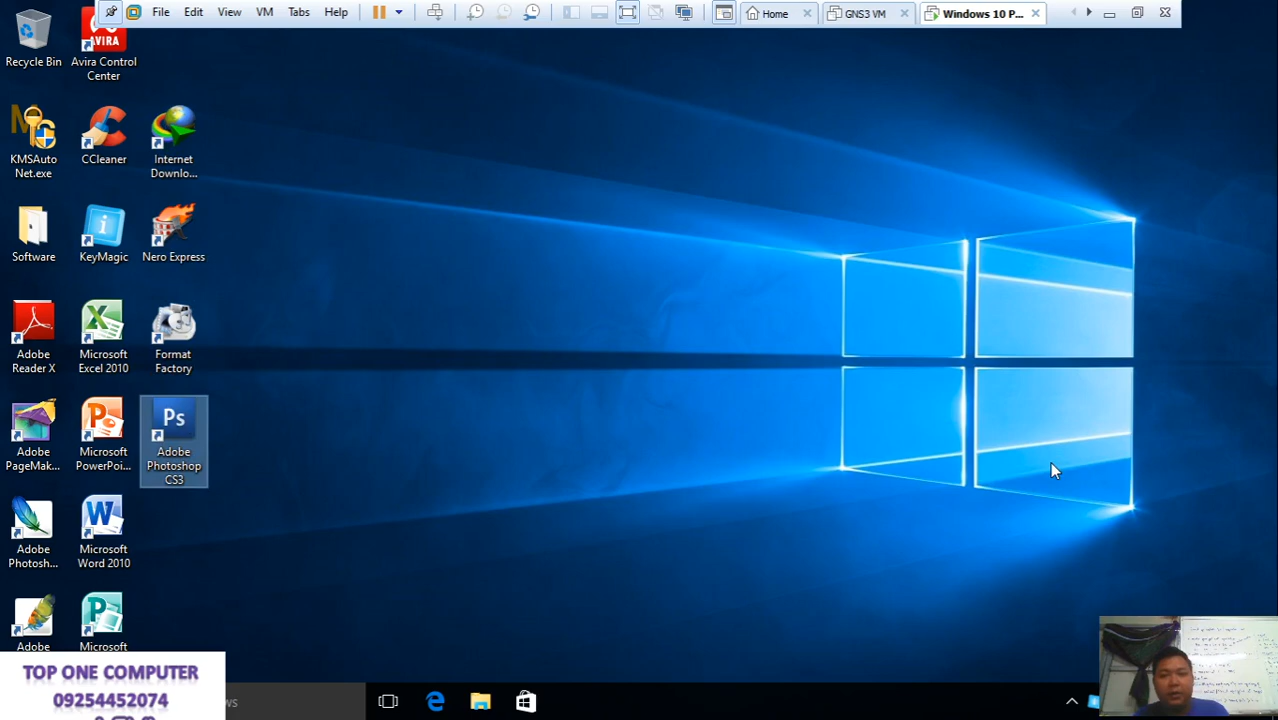 File Edit View VM Tabs Help
Home
GNS3 VM
Windows 10 P...
Recycle Bin
AVIRA
Avira Control
Center
KMSAuto
Net.exe
CCleaner
Internet
Downlo...
Software
KeyMagic
Nero Express
Adobe
Reader X
Microsoft
Excel 2010
Format
Factory
Adobe
PageMak...
Microsoft
PowerPoi...
Ps
Adobe
Photoshop
CS3
Adobe
Photosh...
Microsoft
Word 2010
Adobe
Microsoft
TOP ONE COMPUTER
09254452074
ws